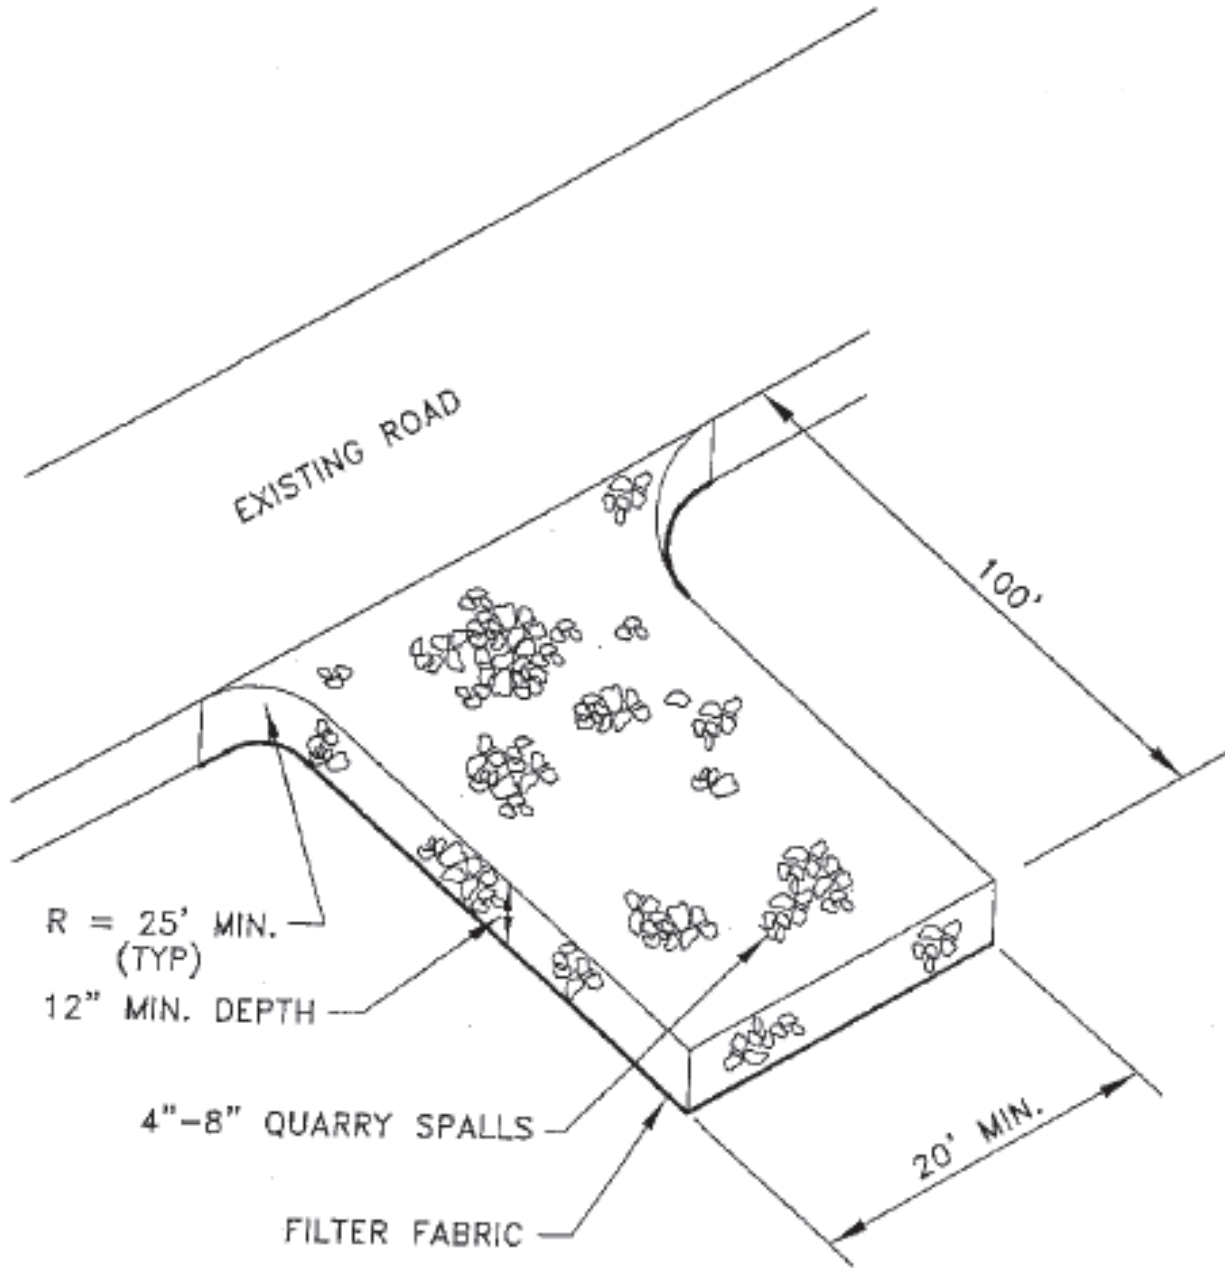 EXISTING ROAD
100'
R = 25' MIN.
(TYP)
12" MIN. DEPTH
4"-8" QUARRY SPALLS
20' MIN.
FILTER FABRIC